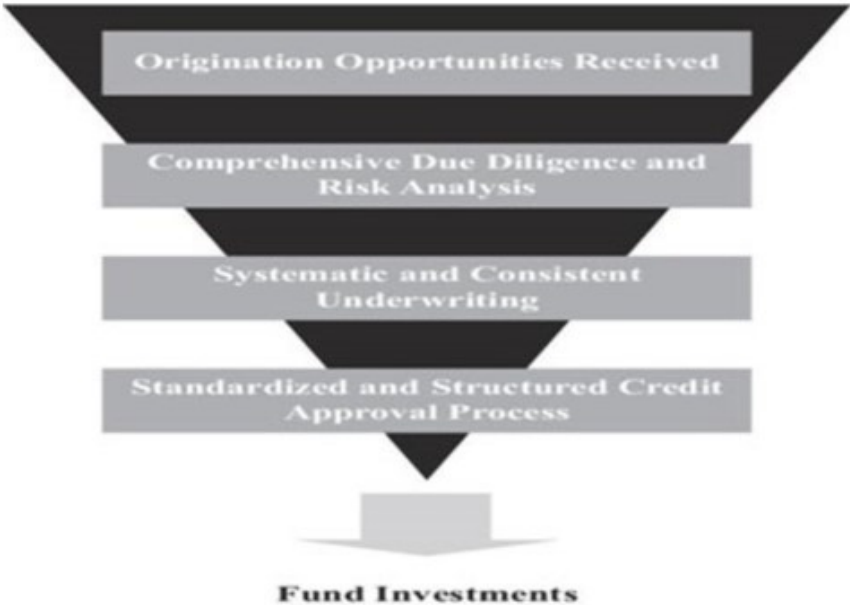 Origination Opportunities Received
Comprehensive Due Diligence and
Risk Analysis
Systematic and Consistent
Underwriting
Standardized and Structured Credit
Approval Process
Fund Investments